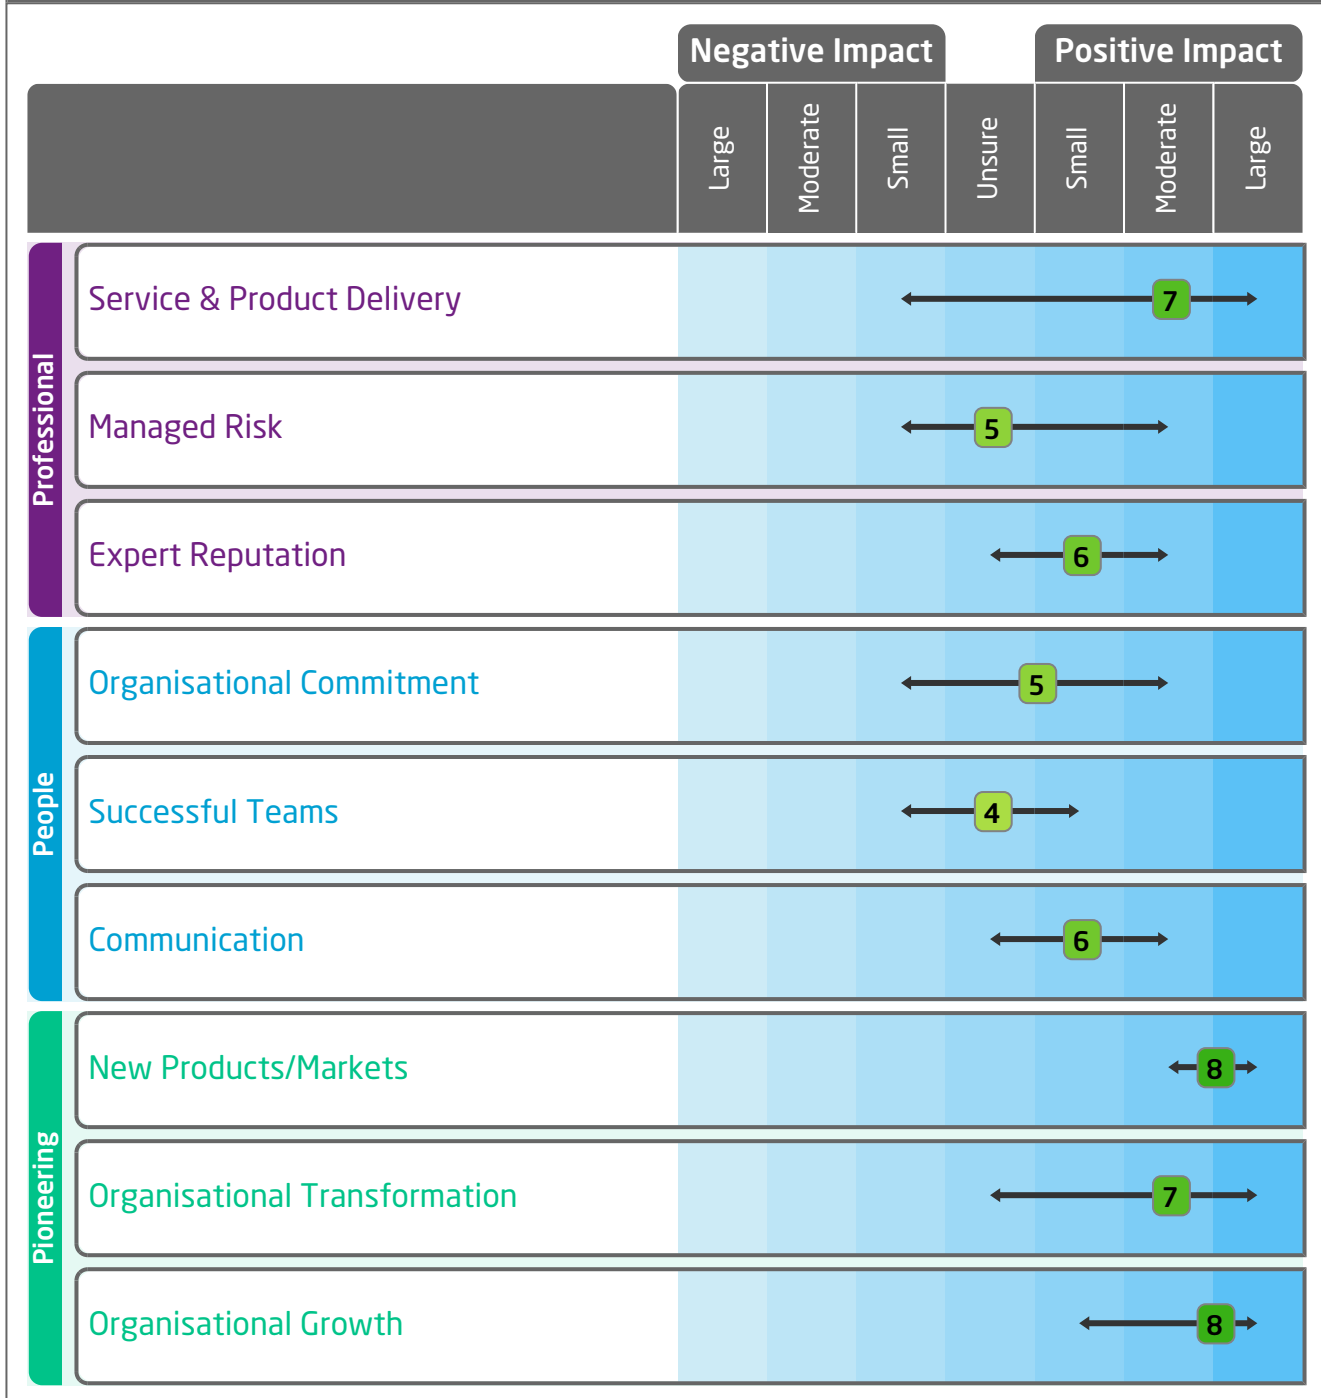 Negative Impact
Positive Impact
Large
Moderate
Small
Unsure
Small
Moderate
Large
Professional
Service & Product Delivery
7
Managed Risk
5
Expert Reputation
6
People
Organisational Commitment
5
Successful Teams
4
Communication
6
Pioneering
New Products/Markets
8
Organisational Transformation
7
Organisational Growth
8